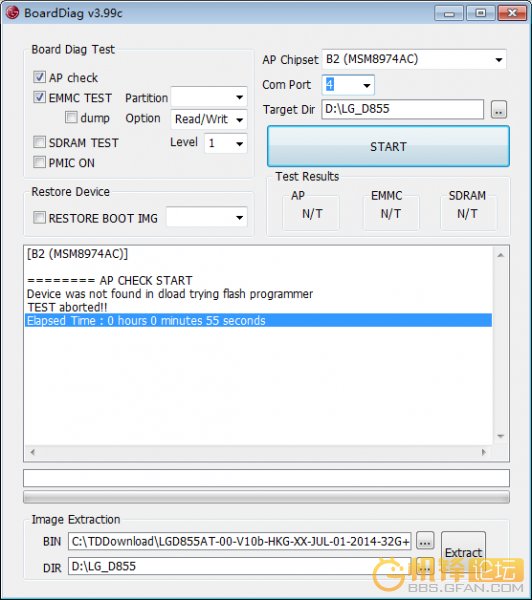 BoardDiag v3.99c
Board Diag Test
AP check
EMMC TEST Partition
dump Option Read/Writ
SDRAM TEST Level 1
PMIC ON
AP Chipset B2 (MSM8974AC)
Com Port 4
Target Dir D:\LG_D855 ..
START
Restore Device
RESTORE BOOT IMG
Test Results
AP EMMC SDRAM
N/T N/T N/T
[B2 (MSM8974AC)]
======== AP CHECK START
Device was not found in dload trying flash programmer
TEST aborted!!
Elapsed Time : 0 hours 0 minutes 55 seconds
Image Extraction
BIN C:\TDDownload\LGD855AT-00-V10b-HKG-XX-JUL-01-2014-32G+ ...
DIR D:\LG_D855 ...
Extract
机锋论坛
BBS.GFAN.COM